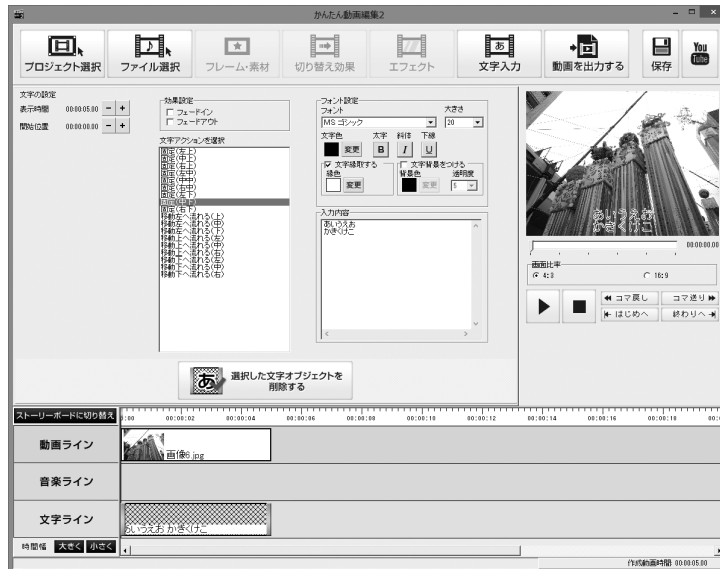 かんたん動画編集2
プロジェクト選択
ファイル選択
フレーム・素材
切り替え効果
エフェクト
文字入力
動画を出力する
保存
You Tube
文字の設定
表示時間 00:00:05.00 - +
開始位置 00:00:00.00 - +
効果設定
フェードイン
フェードアウト
文字アクションを選択
固定(左上)
固定(中上)
固定(右上)
固定(左中)
固定(中中)
固定(右中)
固定(左下)
固定(中下)
固定(右下)
移動左へ流れる(上)
移動左へ流れる(中)
移動左へ流れる(下)
移動上へ流れる(左)
移動上へ流れる(中)
移動上へ流れる(右)
移動下へ流れる(左)
移動下へ流れる(中)
移動下へ流れる(右)
フォント設定
フォント 大きさ
MS ゴシック 20
文字色 太字 斜体 下線
変更 B I U
文字縁取する
縁色
変更
文字背景をつける
背景色 透明度
変更 5
入力内容
あいうえお
かきくけこ
選択した文字オブジェクトを
削除する
あいうえお
かきくけこ
00:00:00.00
画面比率
4:3 16:9
コマ戻し コマ送り
はじめへ 終わりへ
ストーリーボードに切り替え
0:00 00:00:02 00:00:04 00:00:06 00:00:08 00:00:10 00:00:12 00:00:14 00:00:16 00:00:18
動画ライン
画像6.jpg
音楽ライン
文字ライン
あいうえお かきくけこ
時間幅 大きく 小さく
作成動画時間 00:00:05.00